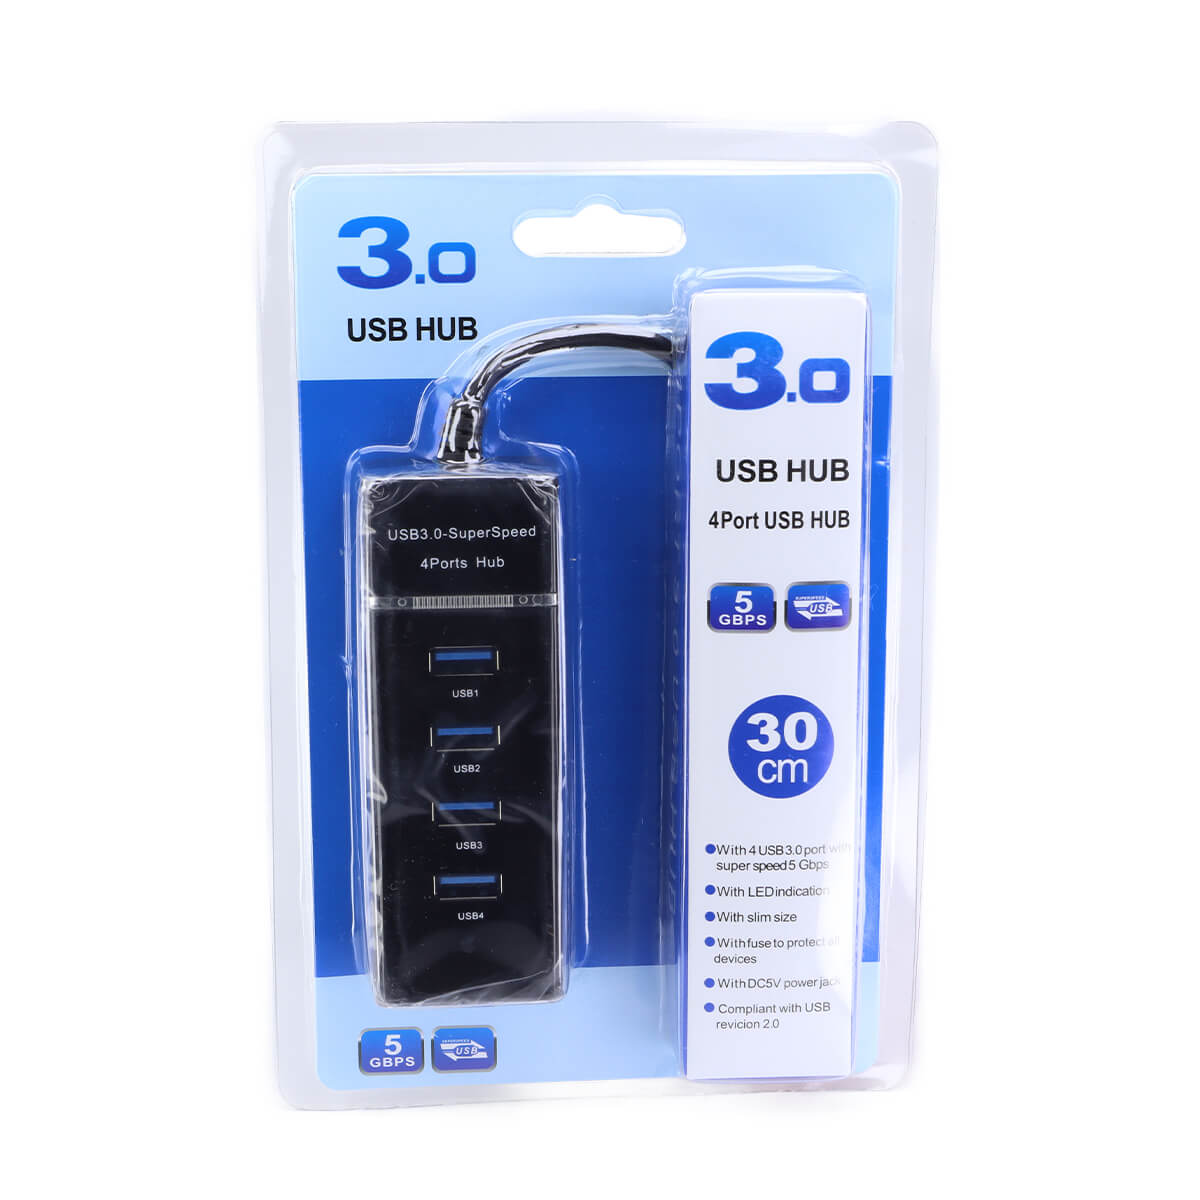 3.0
USB HUB
USB3.0-SuperSpeed
4Ports Hub
USB1
USB2
USB3
USB4
5
GBPS
SUPERSPEED
USB
3.0
USB HUB
4Port USB HUB
5
GBPS
SUPERSPEED
USB
30
cm
With 4 USB3.0 port with
super speed 5 Gbps
With LED indication
With slim size
With fuse to protect all
devices
With DC5V power jack
Compliant with USB
revicion 2.0